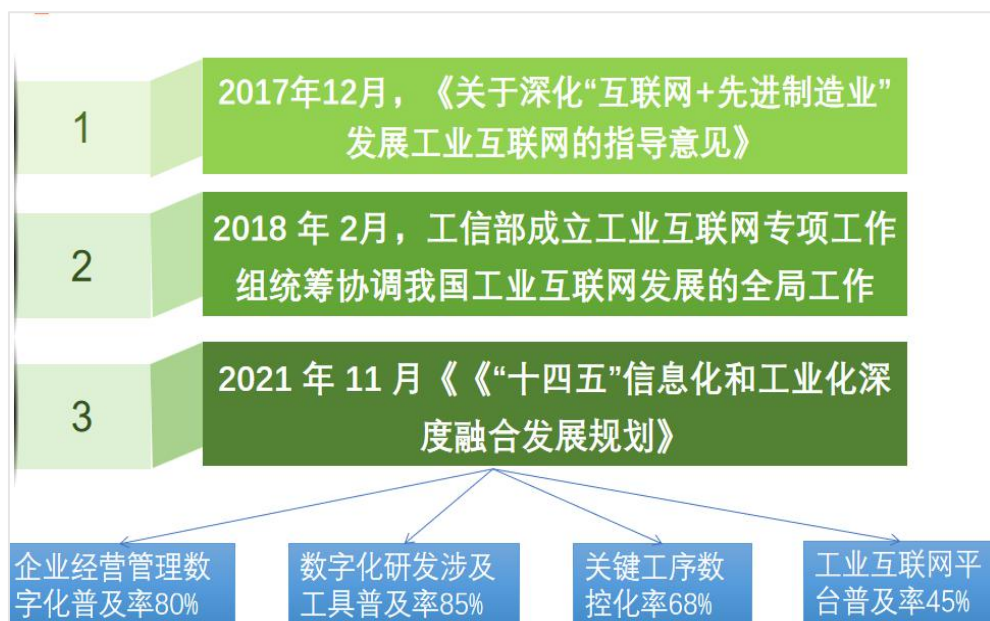 1
2017年12月，《关于深化“互联网+先进制造业”
发展工业互联网的指导意见》
2
2018 年 2月，工信部成立工业互联网专项工作
组统筹协调我国工业互联网发展的全局工作
3
2021 年 11 月《《“十四五”信息化和工业化深
度融合发展规划》
企业经营管理数
字化普及率80%
数字化研发涉及
工具普及率85%
关键工序数
控化率68%
工业互联网平
台普及率45%